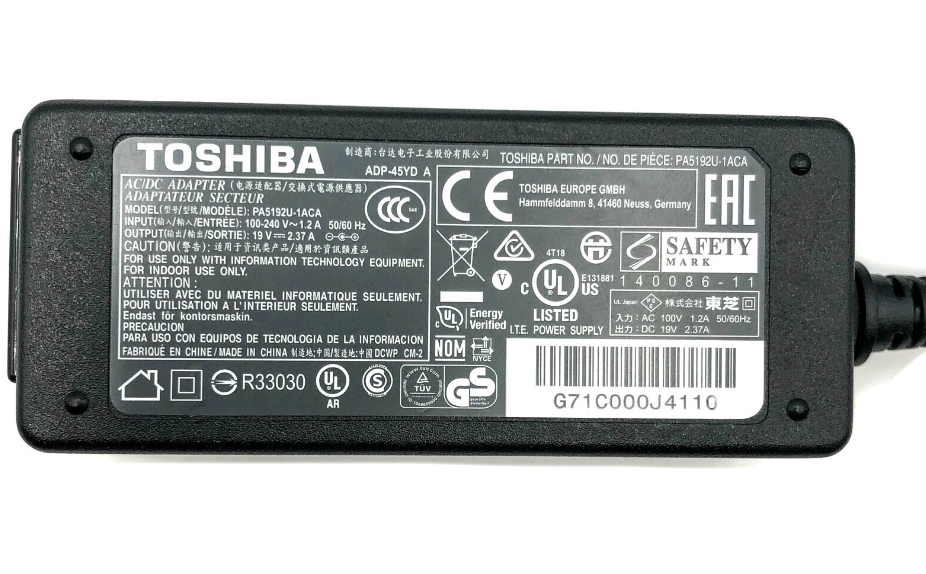 TOSHIBA
制造商:台达电子工业股份有限公司
TOSHIBA PART NO. / NO. DE PIÈCE: PA5192U-1ACA
ADP-45YD A
AC/DC ADAPTER (电源适配器/交換式電源供應器)
ADAPTATEUR SECTEUR
MODEL(型号/型號/MODÈLE): PA5192U-1ACA
INPUT(输入/輸入/ENTRÉE): 100-240 V～1.2 A 50/60 Hz
OUTPUT(输出/輸出/SORTIE): 19 V⎓2.37 A
CAUTION(警告): 适用于资讯类产品/適用於資訊類產品
FOR USE ONLY WITH INFORMATION TECHNOLOGY EQUIPMENT.
FOR INDOOR USE ONLY.
ATTENTION :
UTILISER AVEC DU MATERIEL INFORMATIQUE SEULEMENT.
POUR UTILISATION A L'INTERIEUR SEULEMENT.
Endast för kontorsmaskin.
PRECAUCION
PARA USO CON EQUIPOS DE TECNOLOGIA DE LA INFORMACION
FABRIQUÉ EN CHINE / MADE IN CHINA 制造地:中国/製造地:中國 DCWP CM-2
CCC
CE
TOSHIBA EUROPE GMBH
Hammfelddamm 8, 41460 Neuss, Germany
EAC
4T18
V
C UL US
E131881
LISTED
I.T.E. POWER SUPPLY
SAFETY
MARK
140086-11
UL Japan
PSE
株式会社 東芝
入力 : AC 100V 1.2A 50/60Hz
出力 : DC 19V 2.37A
c UL Energy
Verified
NOM
NYCE
R33030
UL
AR
S
TÜV
GS
G71C000J4110